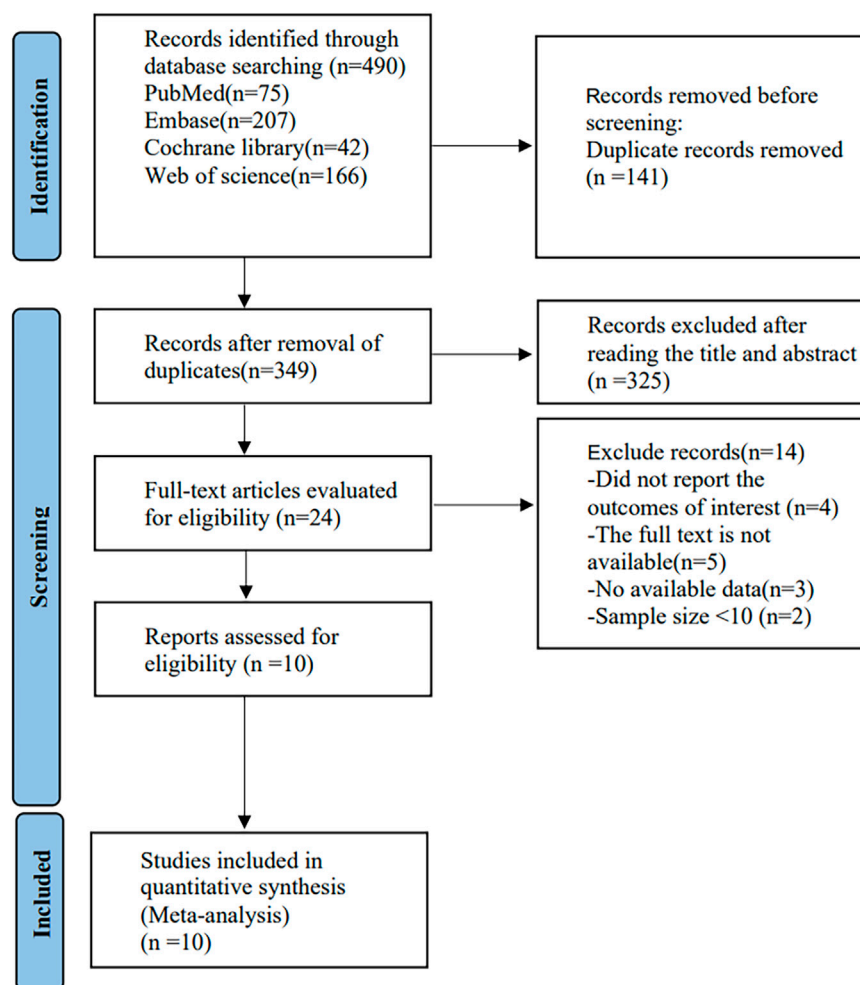 Identification
Records identified through
database searching (n=490)
PubMed(n=75)
Embase(n=207)
Cochrane library(n=42)
Web of science(n=166)
Records removed before
screening:
Duplicate records removed
(n =141)
Screening
Records after removal of
duplicates(n=349)
Records excluded after
reading the title and abstract
(n =325)
Full-text articles evaluated
for eligibility (n=24)
Exclude records(n=14)
-Did not report the
outcomes of interest (n=4)
-The full text is not
available(n=5)
-No available data(n=3)
-Sample size <10 (n=2)
Reports assessed for
eligibility (n =10)
Included
Studies included in
quantitative synthesis
(Meta-analysis)
(n =10)